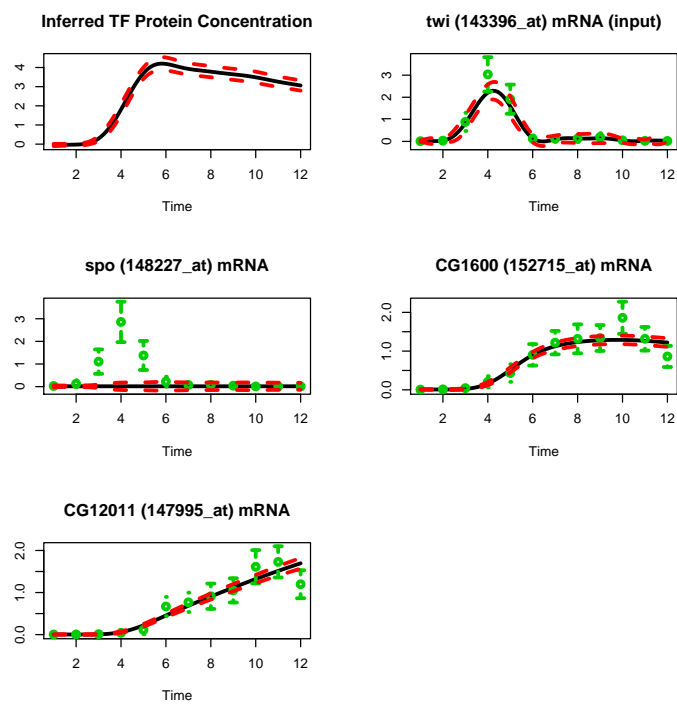 Inferred TF Protein Concentration
0 1 2 3 4
2 4 6 8 10 12
Time
twi (143396_at) mRNA (input)
0 1 2 3
2 4 6 8 10 12
Time
spo (148227_at) mRNA
0 1 2 3
2 4 6 8 10 12
Time
CG1600 (152715_at) mRNA
0.0 1.0 2.0
2 4 6 8 10 12
Time
CG12011 (147995_at) mRNA
0.0 1.0 2.0
2 4 6 8 10 12
Time